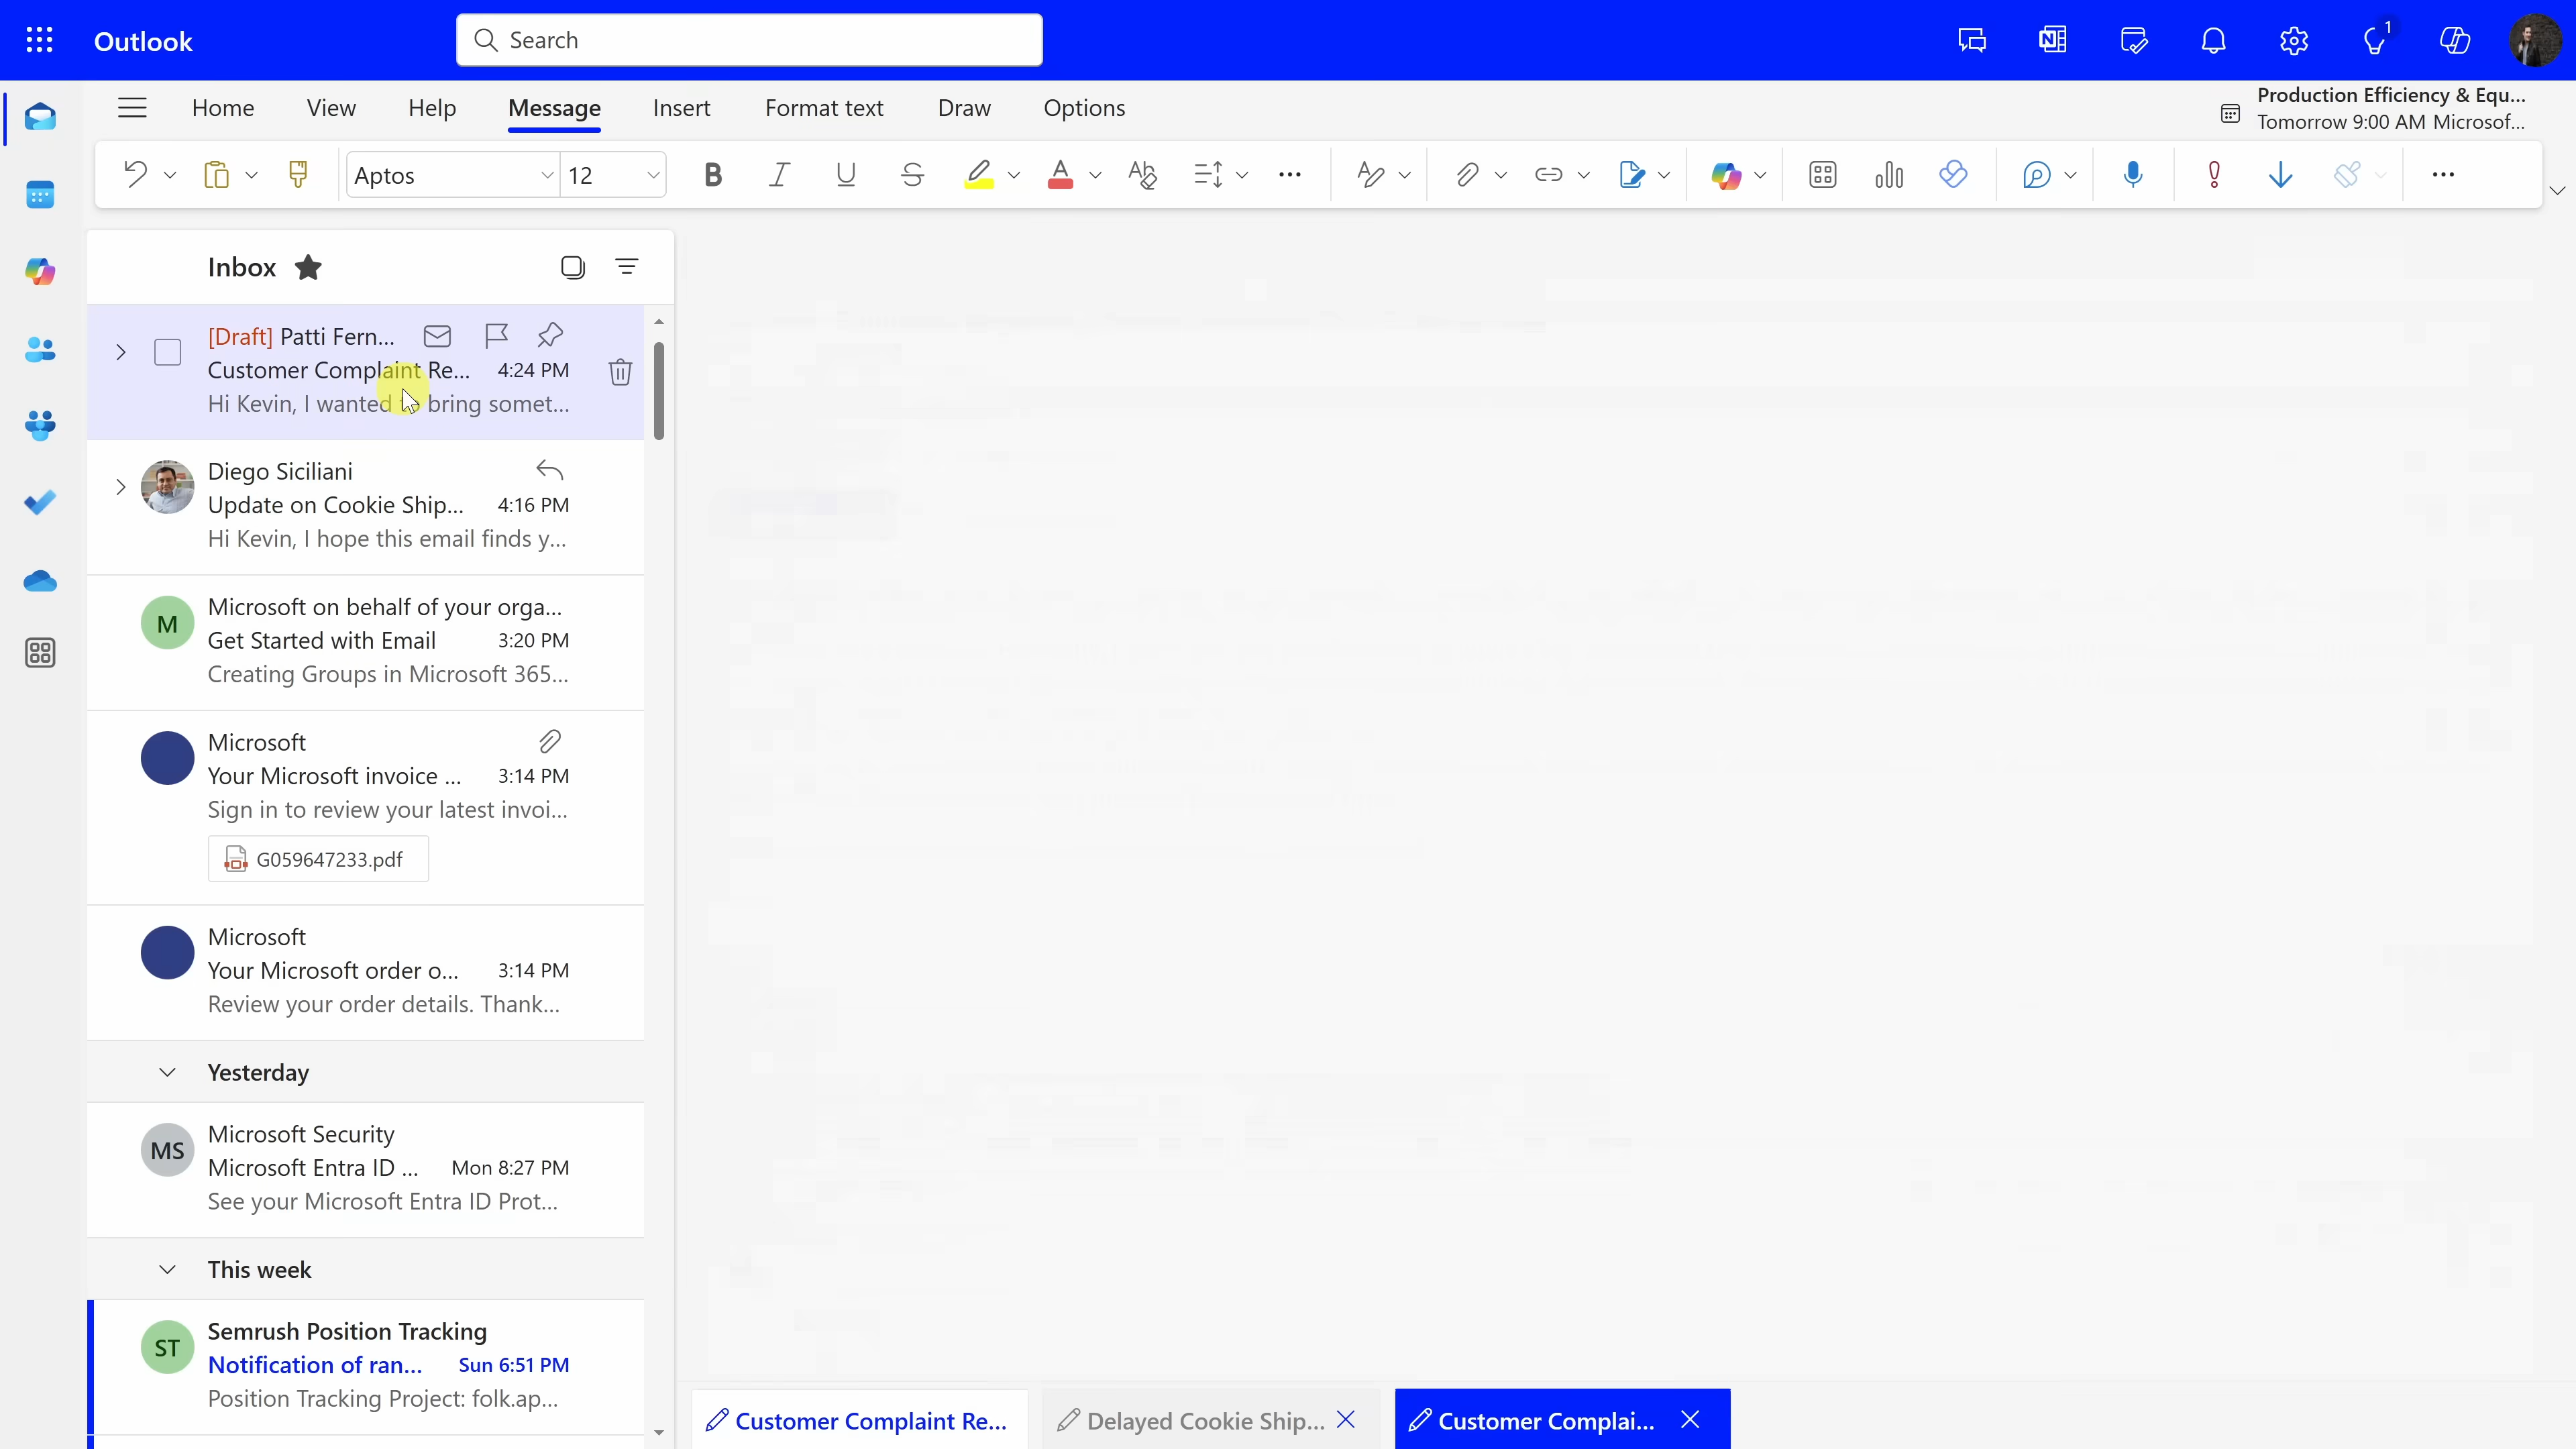 Outlook
Search
1
Home View Help Message Insert Format text Draw Options
Production Efficiency & Equ...
Tomorrow 9:00 AM Microsof...
Aptos 12
Inbox
[Draft] Patti Fern...
Customer Complaint Re... 4:24 PM
Hi Kevin, I wanted to bring somet...
Diego Siciliani
Update on Cookie Ship... 4:16 PM
Hi Kevin, I hope this email finds y...
M
Microsoft on behalf of your orga...
Get Started with Email 3:20 PM
Creating Groups in Microsoft 365...
Microsoft
Your Microsoft invoice ... 3:14 PM
Sign in to review your latest invoi...
G059647233.pdf
Microsoft
Your Microsoft order o... 3:14 PM
Review your order details. Thank...
Yesterday
MS
Microsoft Security
Microsoft Entra ID ... Mon 8:27 PM
See your Microsoft Entra ID Prot...
This week
ST
Semrush Position Tracking
Notification of ran... Sun 6:51 PM
Position Tracking Project: folk.ap...
Customer Complaint Re... Delayed Cookie Ship... Customer Complai...